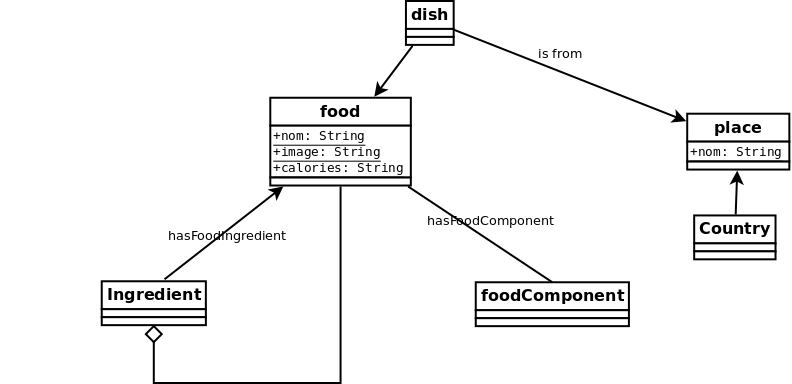 dish
is from
food
+nom: String
+image: String
+calories: String
place
+nom: String
Country
hasFoodComponent
hasFoodIngredient
Ingredient
foodComponent